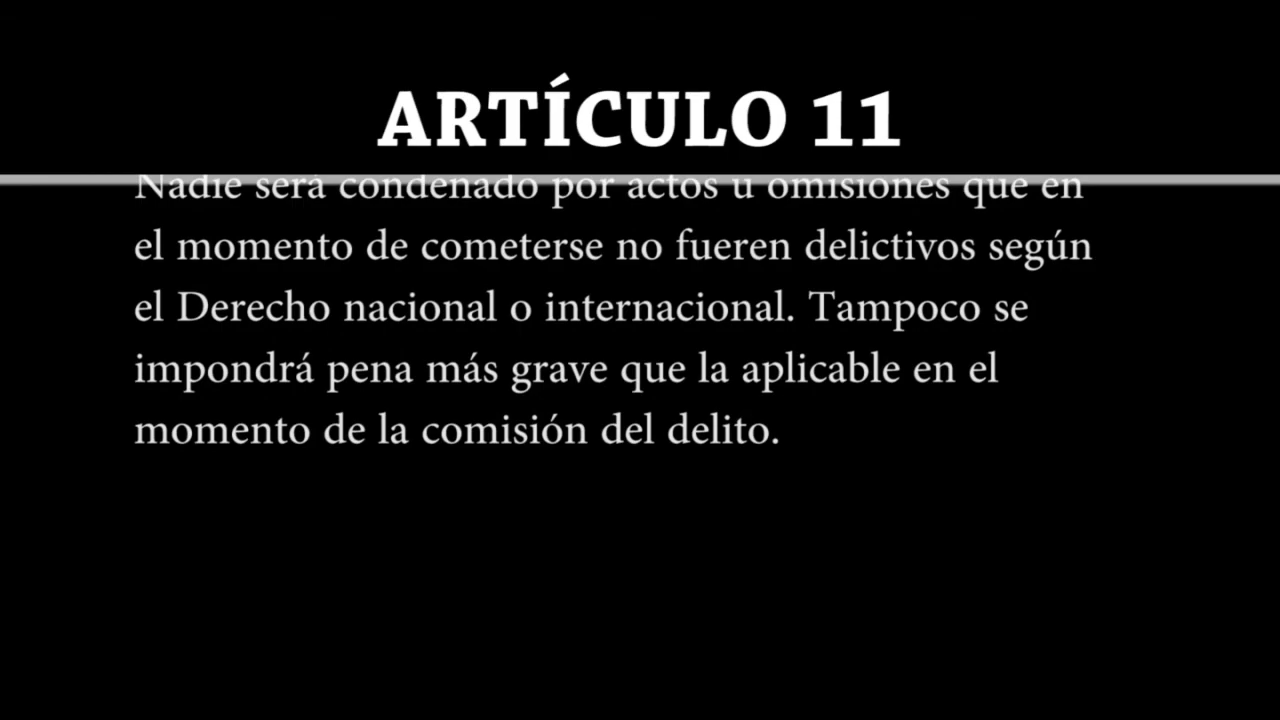 ARTÍCULO 11
Nadie será condenado por actos u omisiones que en
el momento de cometerse no fueren delictivos según
el Derecho nacional o internacional. Tampoco se
impondrá pena más grave que la aplicable en el
momento de la comisión del delito.